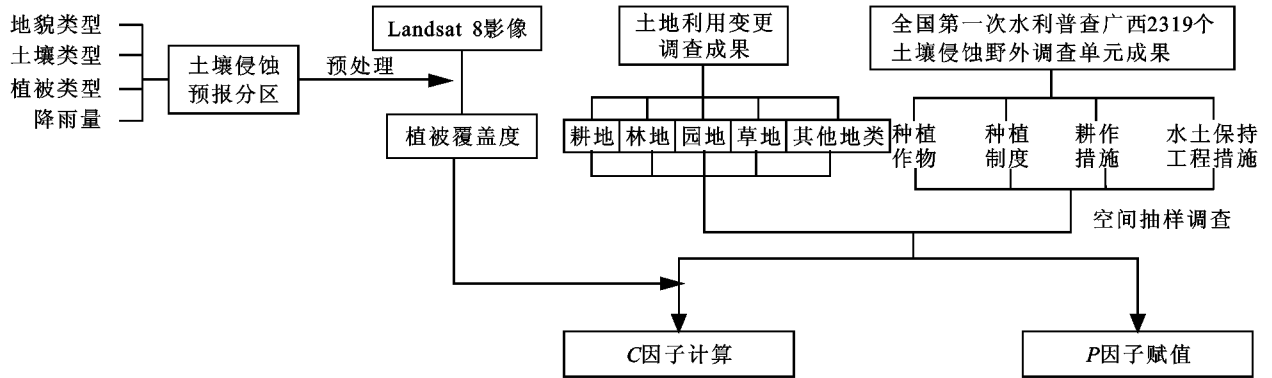 地貌类型
土壤类型
植被类型
降雨量
土壤侵蚀
预报分区
预处理
Landsat 8影像
植被覆盖度
土地利用变更
调查成果
耕地
林地
园地
草地
其他地类
全国第一次水利普查广西2319个
土壤侵蚀野外调查单元成果
种植
作物
种植
制度
耕作
措施
水土保持
工程措施
空间抽样调查
C因子计算
P因子赋值